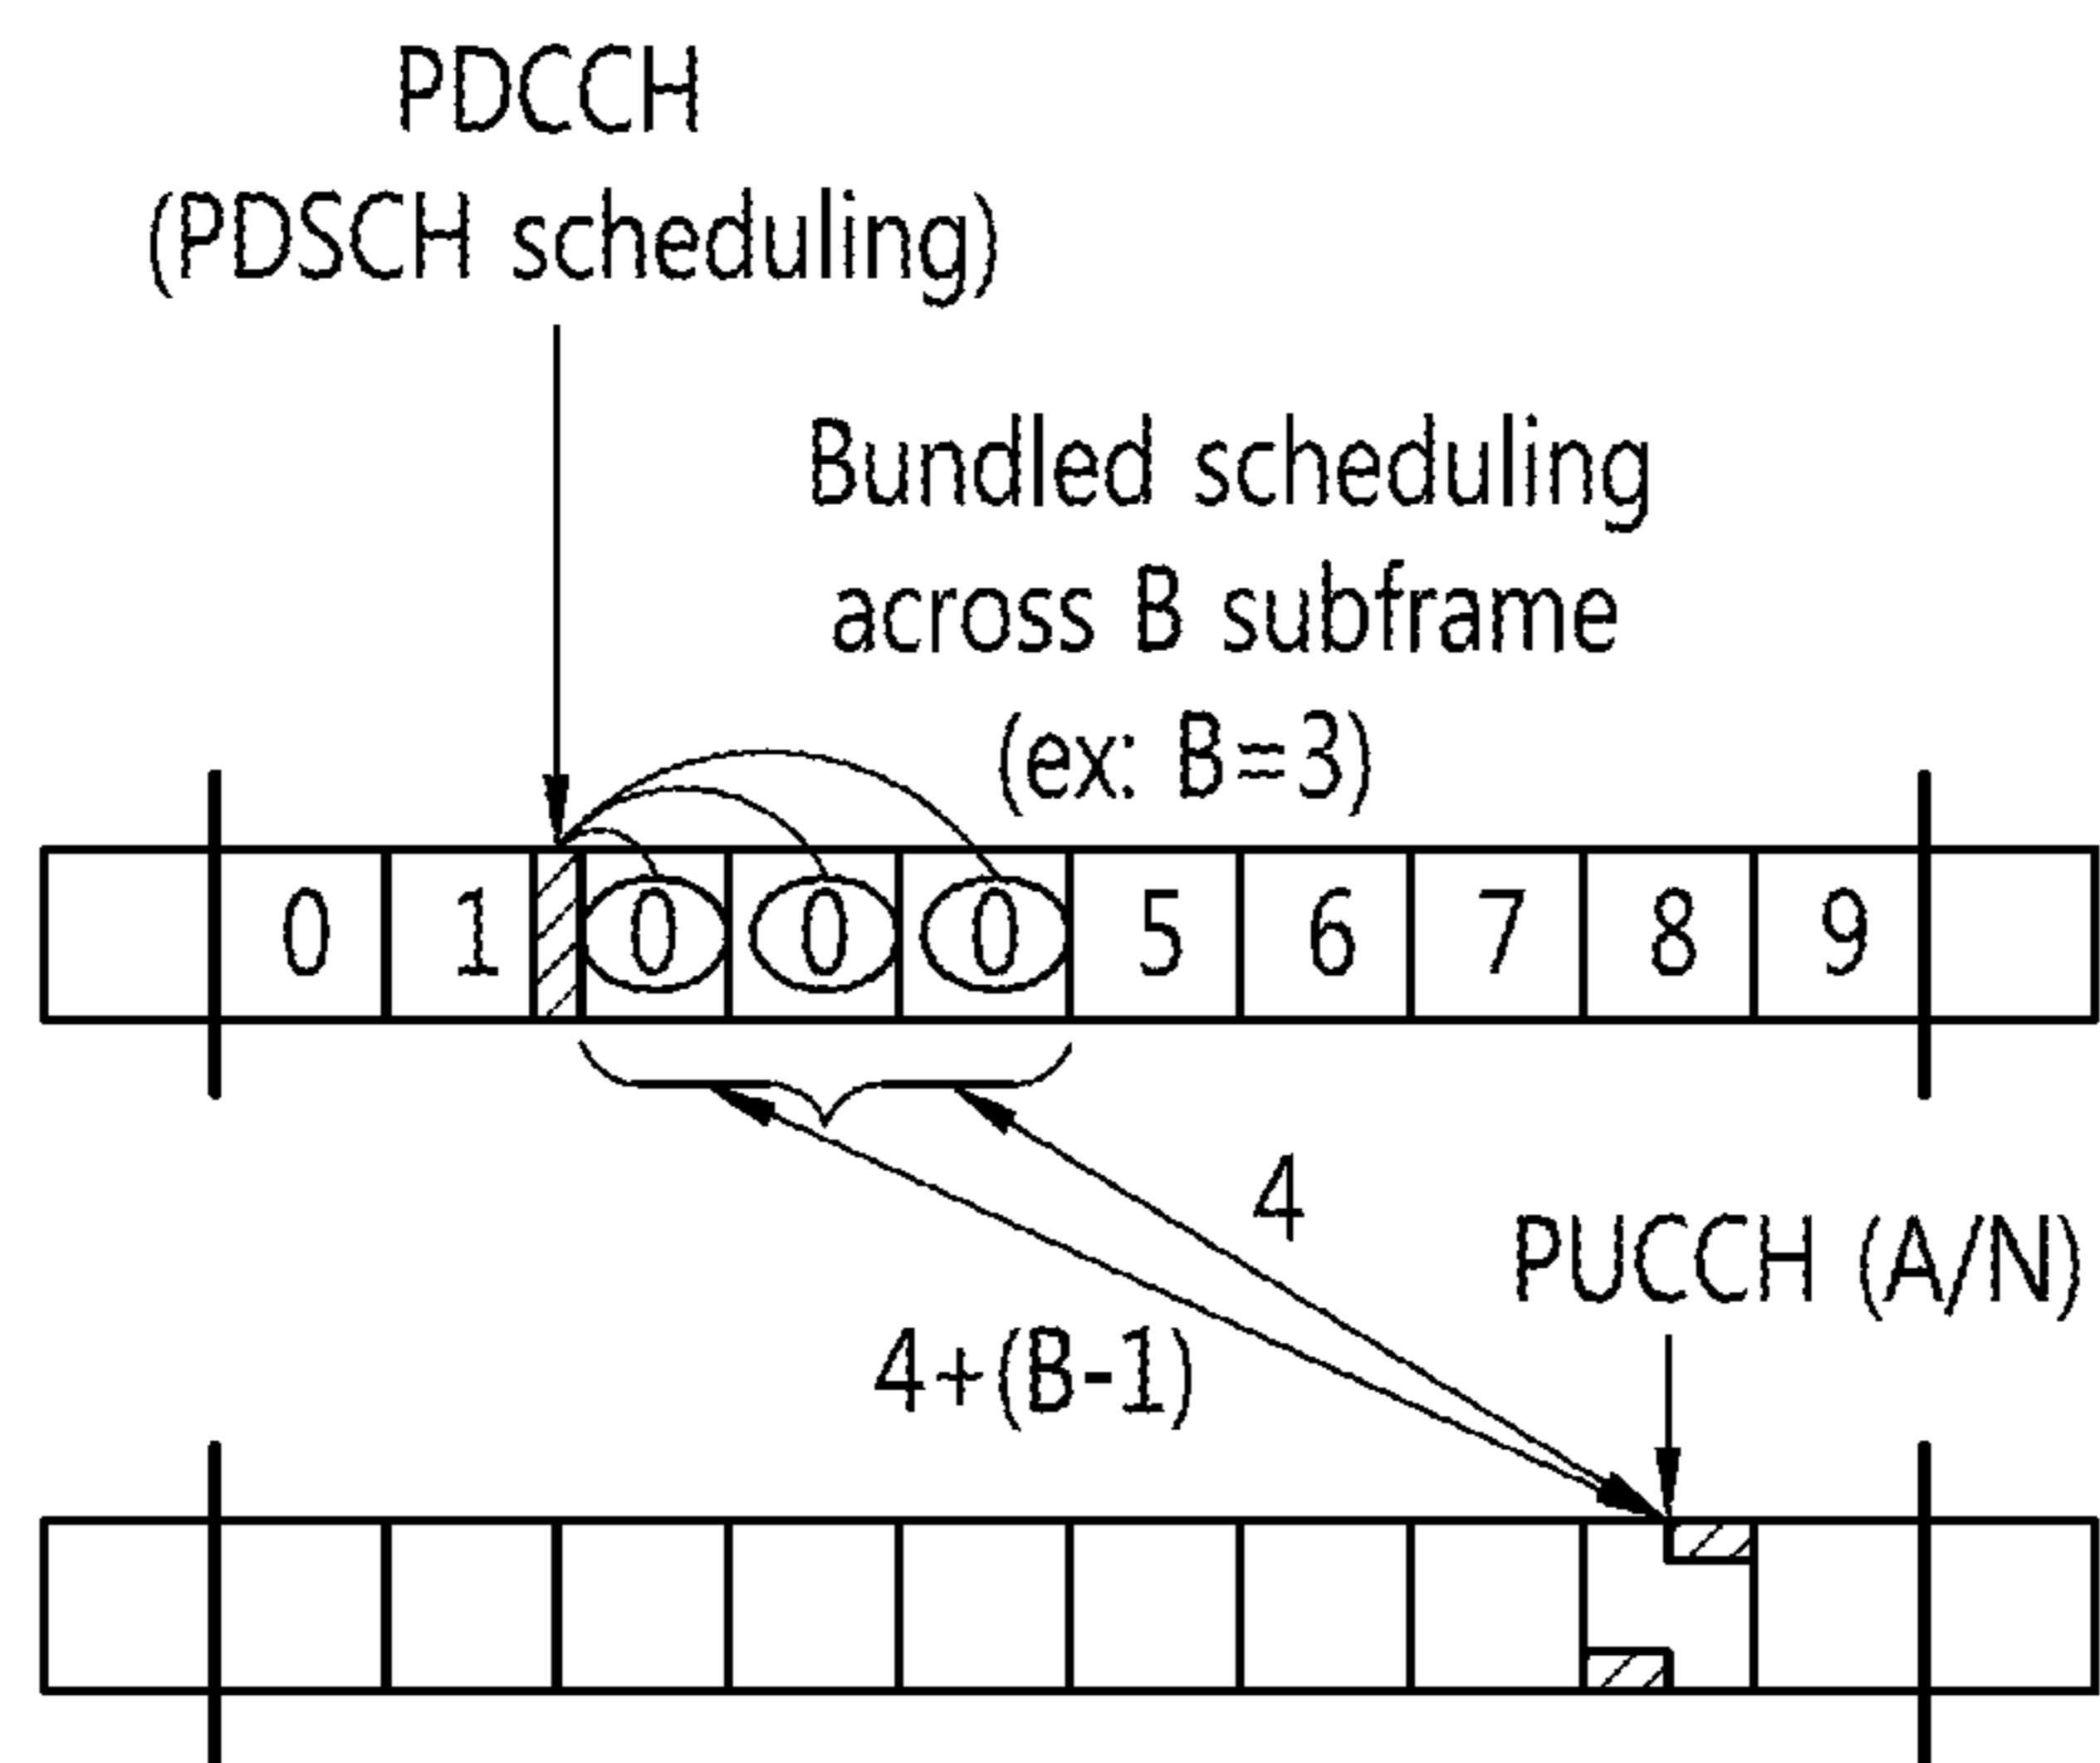 PDCCH
(PDSCH scheduling)
Bundled scheduling
across B subframe
(ex: B=3)
0 1 0 0 0 5 6 7 8 9
4
PUCCH (A/N)
4+(B-1)